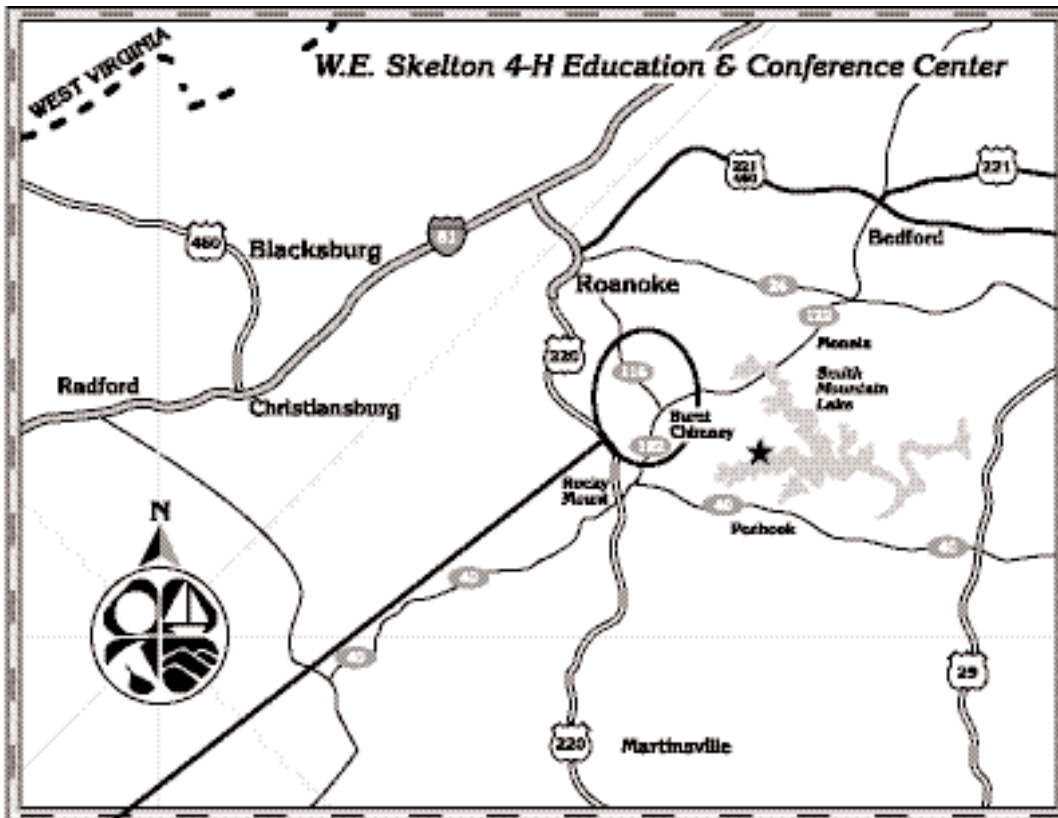 WEST VIRGINIA
W.E. Skelton 4-H Education & Conference Center
221
460
221
460
Blacksburg
81
Bedford
Roanoke
24
122
220
Moneta
116
Smith
Mountain
Lake
Radford
Christiansburg
Burnt
Chimney
122
Rocky
Mount
40
Penhook
40
N
40
40
29
220
Martinsville